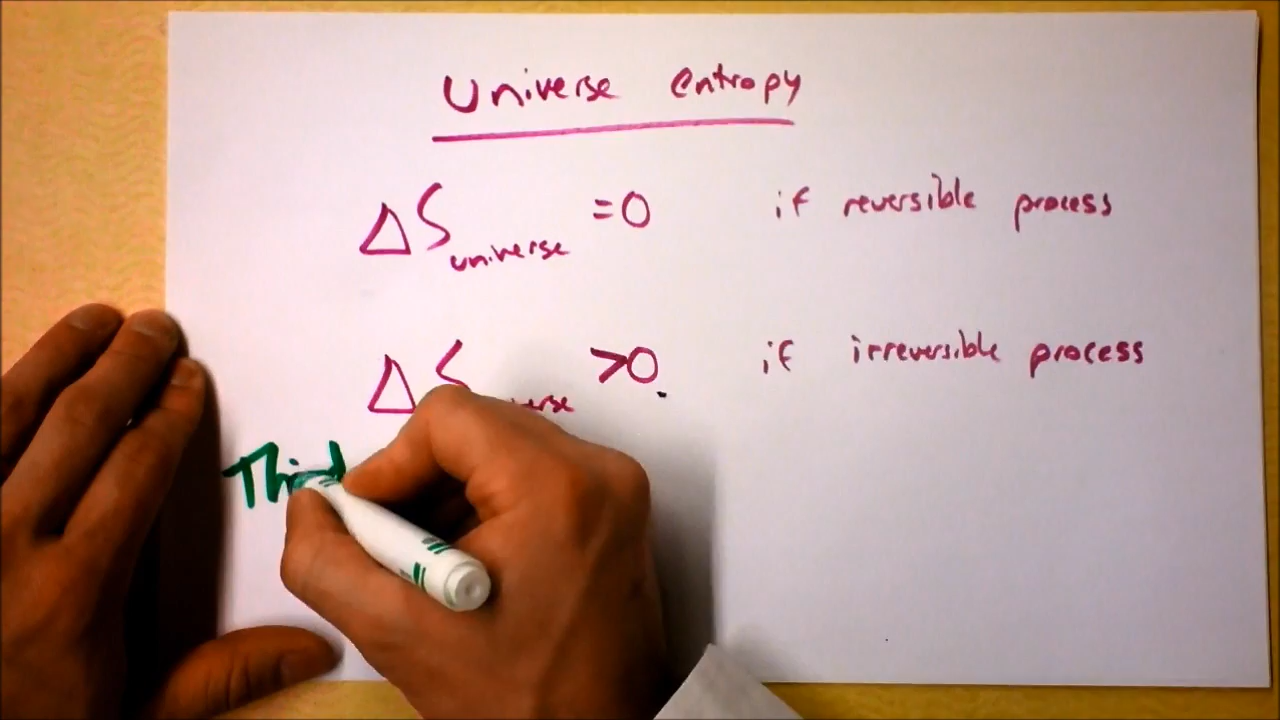 Universe entropy
ΔS universe =0 if reversible process
ΔS >0 if irreversible process